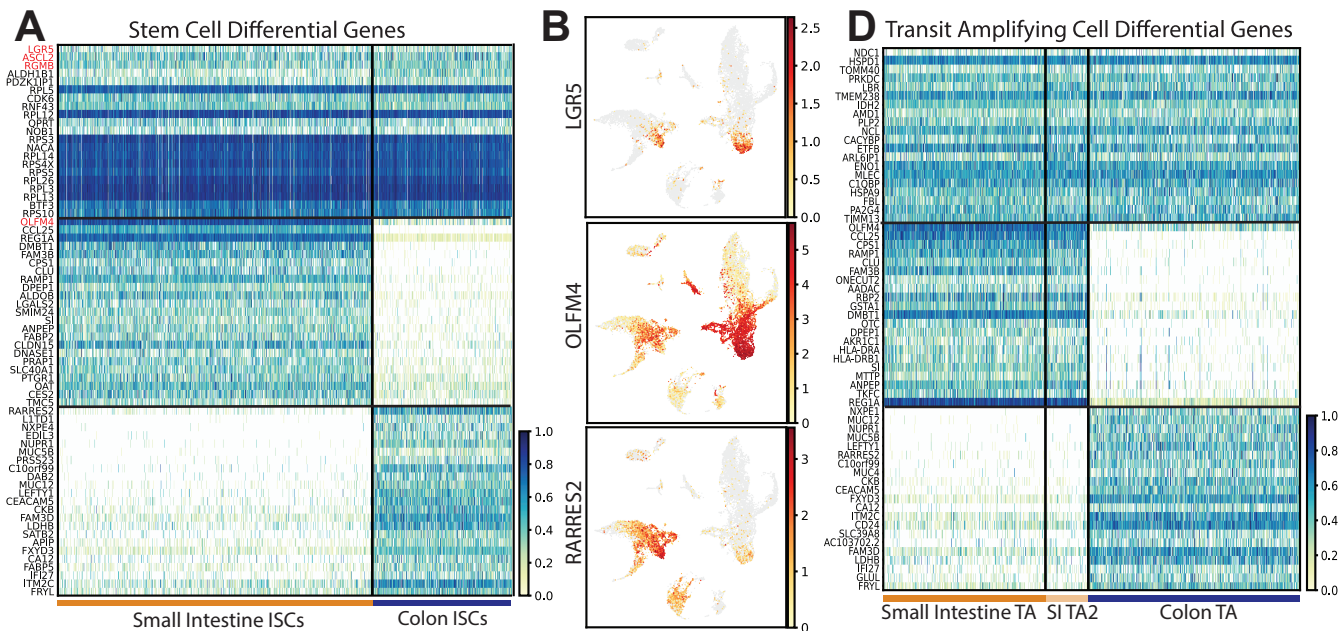 A
Stem Cell Differential Genes
LGR5
ASCL2
RGMB
ALDH1B1
PDZK1IP1
RPL5
CDK6
RNF43
RPL12
QPRT
NOB1
RPS3
NACA
RPL14
RPS4X
RPS5
RPL26
RPL3
RPL13
BTF3
RPS10
OLFM4
CCL25
REG1A
DMBT1
FAM3B
CPS1
CLU
RAMP1
DPEP1
ALDOB
LGALS2
SMIM24
SI
ANPEP
FABP2
CLDN15
DNASE1
PRAP1
SLC40A1
PTGR1
OAT
CES2
TMC5
RARRES2
L1TD1
NXPE4
EDIL3
NUPR1
MUC5B
PRSS23
C10orf99
DAB2
MUC12
LEFTY1
CEACAM5
CKB
FAM3D
LDHB
SATB2
APIP
FXYD3
CA12
FABP5
IFI27
ITM2C
FRYL
1.0
0.8
0.6
0.4
0.2
0.0
Small Intestine ISCs
Colon ISCs
B
LGR5
2.5
2.0
1.5
1.0
0.5
0.0
OLFM4
5
4
3
2
1
0
RARRES2
3
2
1
0
D
Transit Amplifying Cell Differential Genes
NDC1
HSPD1
TOMM40
PRKDC
LBR
TMEM238
IDH2
AMD1
PLP2
NCL
CACYBP
ETFB
ARL6IP1
ENO1
MLEC
C1QBP
HSPA9
FBL
PA2G4
TIMM13
OLFM4
CCL25
CPS1
RAMP1
CLU
FAM3B
ONECUT2
AADAC
RBP2
GSTA1
DMBT1
OTC
DPEP1
AKR1C1
HLA-DRA
HLA-DRB1
SI
MTTP
ANPEP
TKFC
REG1A
NXPE1
MUC12
NUPR1
MUC5B
LEFTY1
RARRES2
C10orf99
MUC4
CKB
CEACAM5
FXYD3
CA12
ITM2C
CD24
SLC39A8
AC103702.2
FAM3D
LDHB
IFI27
GLUL
FRYL
1.0
0.8
0.6
0.4
0.2
0.0
Small Intestine TA
SI TA2
Colon TA